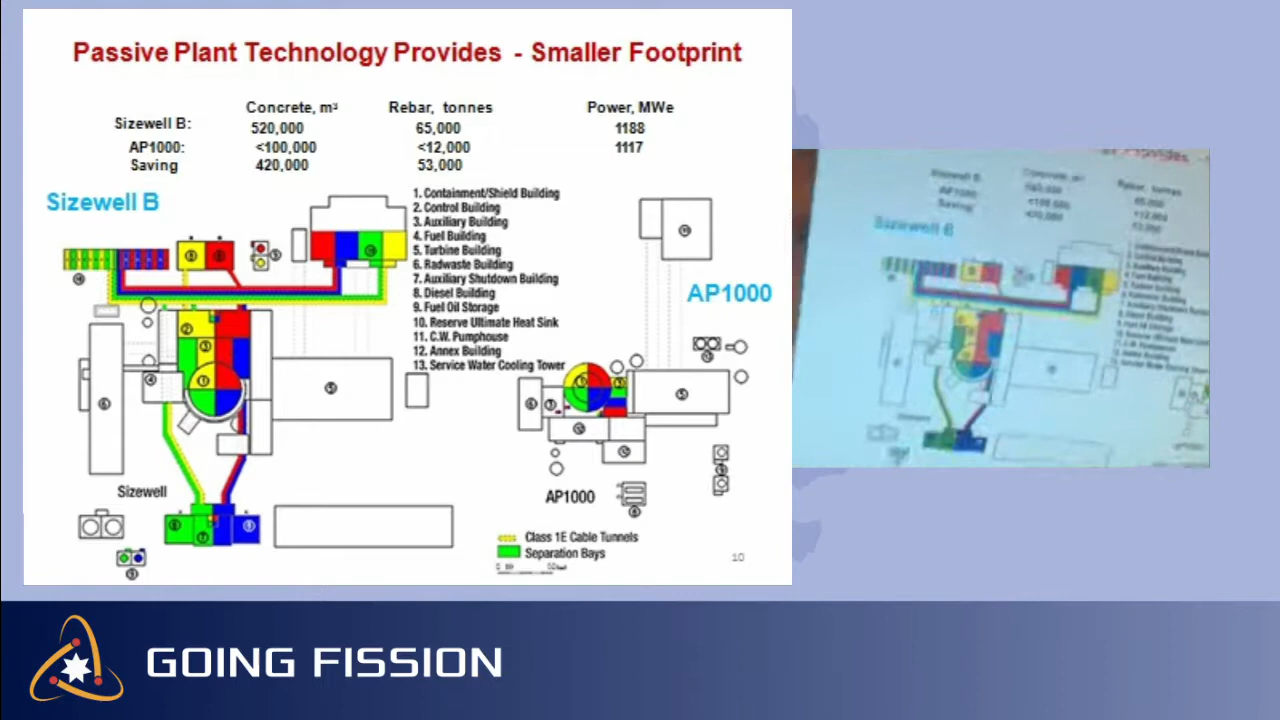 Passive Plant Technology Provides - Smaller Footprint
Concrete, m³ Rebar, tonnes Power, MWe
Sizewell B: 520,000 65,000 1188
AP1000: <100,000 <12,000 1117
Saving 420,000 53,000
Sizewell B
1. Containment/Shield Building
2. Control Building
3. Auxiliary Building
4. Fuel Building
5. Turbine Building
6. Radwaste Building
7. Auxiliary Shutdown Building
8. Diesel Building
9. Fuel Oil Storage
10. Reserve Ultimate Heat Sink
11. C.W. Pumphouse
12. Annex Building
13. Service Water Cooling Tower
AP1000
Sizewell
AP1000
Class 1E Cable Tunnels
Separation Bays
10
Rebar, tonnes
Sizewell B
GOING FISSION